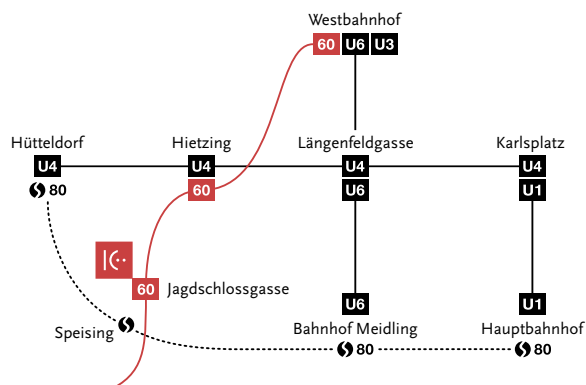 Westbahnhof
60 U6 U3
Hütteldorf Hietzing Längenfeldgasse Karlsplatz
U4 U4 U4 U4
80 60 U6 U1
60 Jagdschlossgasse
U6 U1
Speising Bahnhof Meidling Hauptbahnhof
80 80